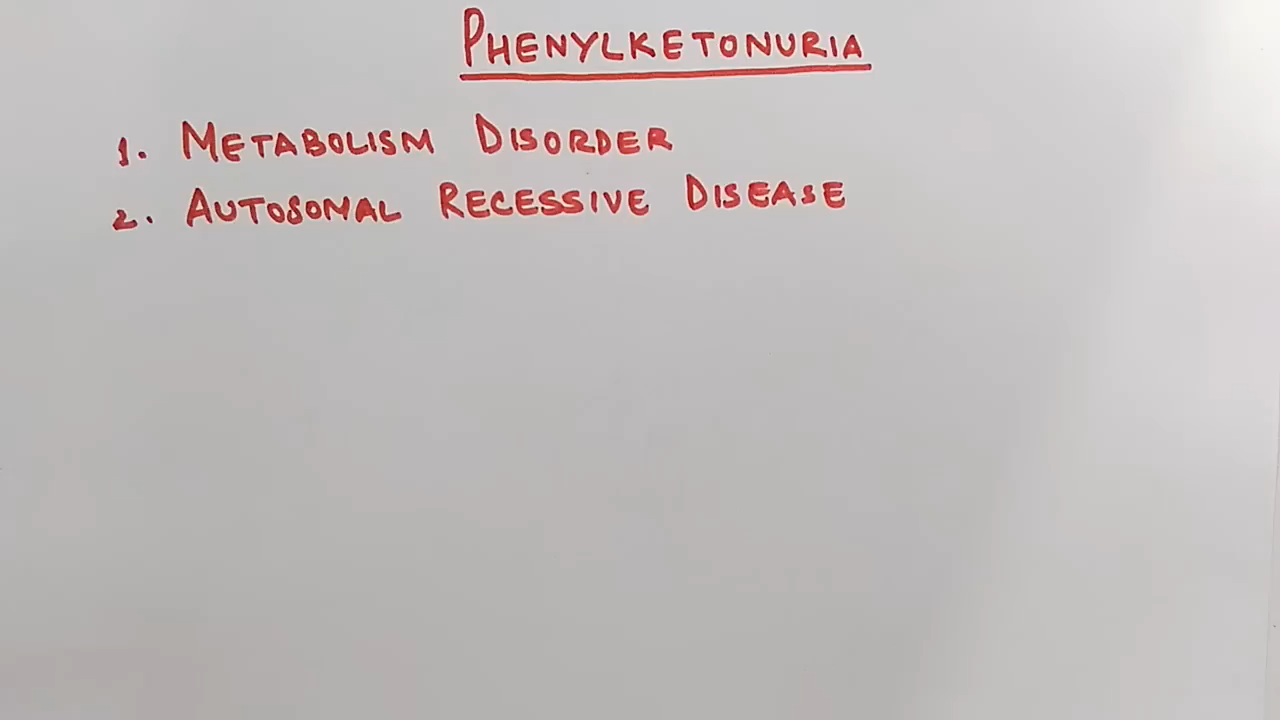 PHENYLKETONURIA
1. METABOLISM DISORDER
2. AUTOSOMAL RECESSIVE DISEASE